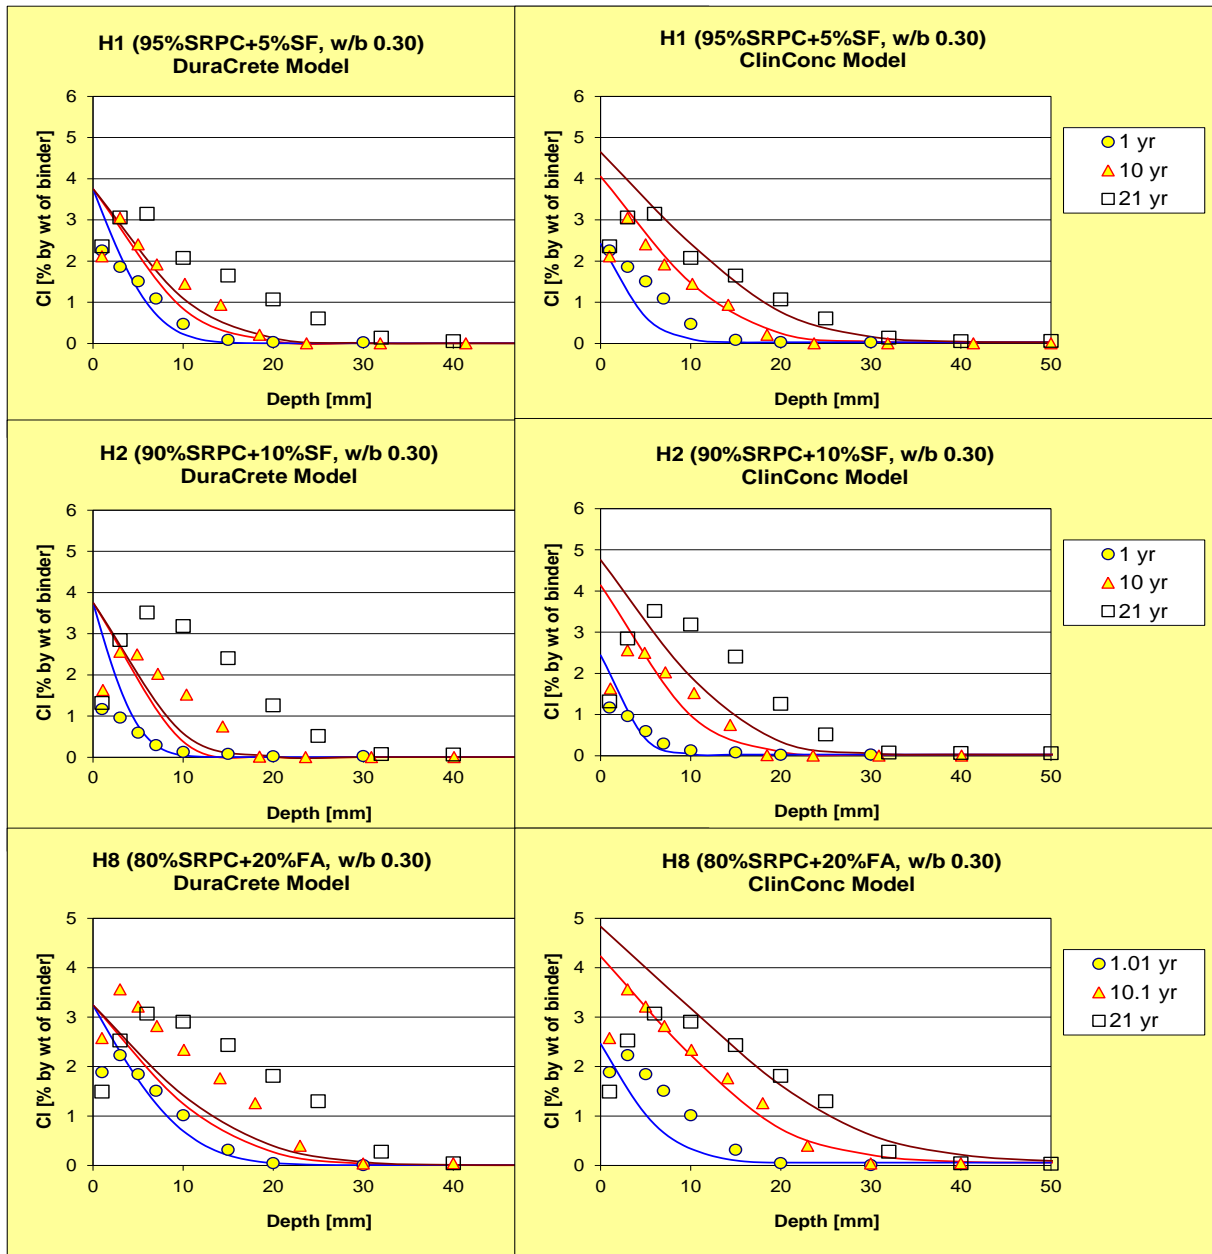 H1 (95%SRPC+5%SF, w/b 0.30)
DuraCrete Model
Cl [% by wt of binder]
6
5
4
3
2
1
0
0 10 20 30 40
Depth [mm]
H1 (95%SRPC+5%SF, w/b 0.30)
ClinConc Model
Cl [% by wt of binder]
6
5
4
3
2
1
0
0 10 20 30 40 50
Depth [mm]
1 yr
10 yr
21 yr
H2 (90%SRPC+10%SF, w/b 0.30)
DuraCrete Model
Cl [% by wt of binder]
6
5
4
3
2
1
0
0 10 20 30 40
Depth [mm]
H2 (90%SRPC+10%SF, w/b 0.30)
ClinConc Model
Cl [% by wt of binder]
6
5
4
3
2
1
0
0 10 20 30 40 50
Depth [mm]
1 yr
10 yr
21 yr
H8 (80%SRPC+20%FA, w/b 0.30)
DuraCrete Model
Cl [% by wt of binder]
5
4
3
2
1
0
0 10 20 30 40
Depth [mm]
H8 (80%SRPC+20%FA, w/b 0.30)
ClinConc Model
Cl [% by wt of binder]
5
4
3
2
1
0
0 10 20 30 40 50
Depth [mm]
1.01 yr
10.1 yr
21 yr